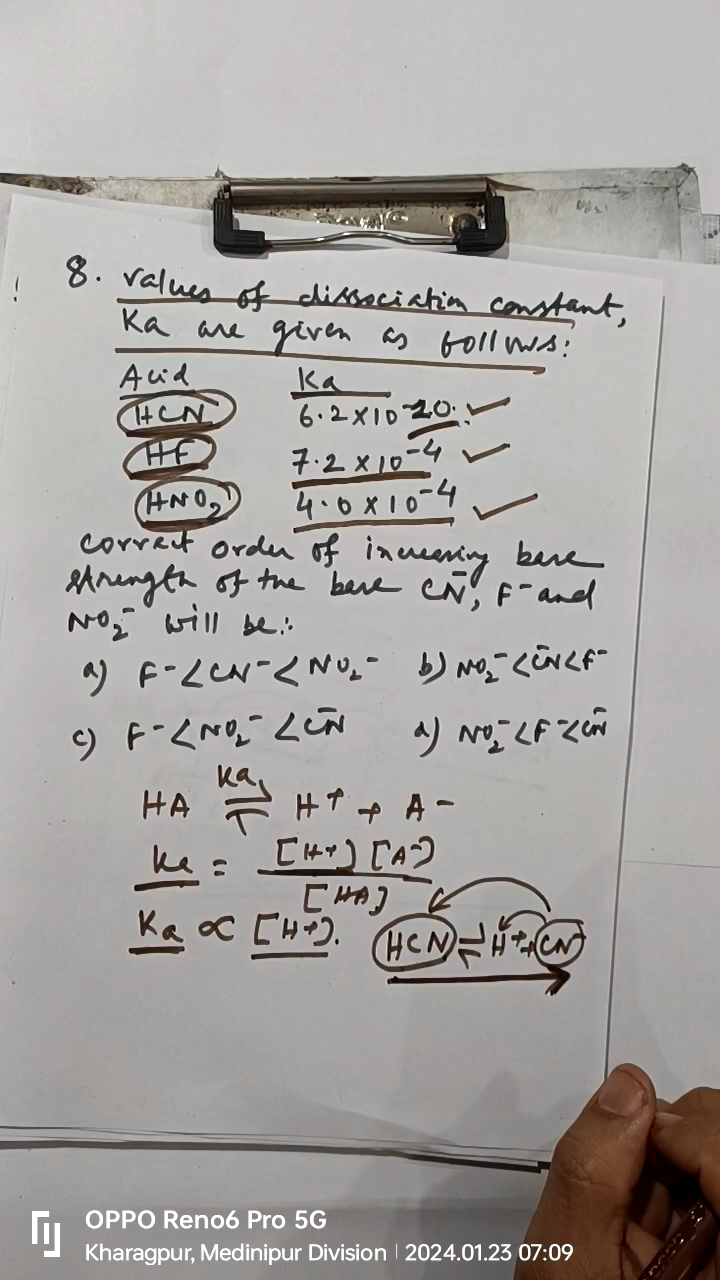 8. values of dissociation constant,
Ka are given as follows:
Acid Ka
HCN 6.2 x 10^-20.
HF 7.2 x 10^-4
HNO₂ 4.0 x 10^-4
correct order of increasing base
strength of the base CN⁻, F⁻ and
NO₂⁻ will be:
a) F⁻ < CN⁻ < NO₂⁻ b) NO₂⁻ < CN⁻ < F⁻
c) F⁻ < NO₂⁻ < CN⁻ d) NO₂⁻ < F⁻ < CN⁻
HA ⇌ H⁺ + A⁻
Ka
Ka = [H⁺] [A⁻]
[HA]
Ka ∝ [H⁺]. HCN ⇌ H⁺ + CN⁻
OPPO Reno6 Pro 5G
Kharagpur, Medinipur Division | 2024.01.23 07:09